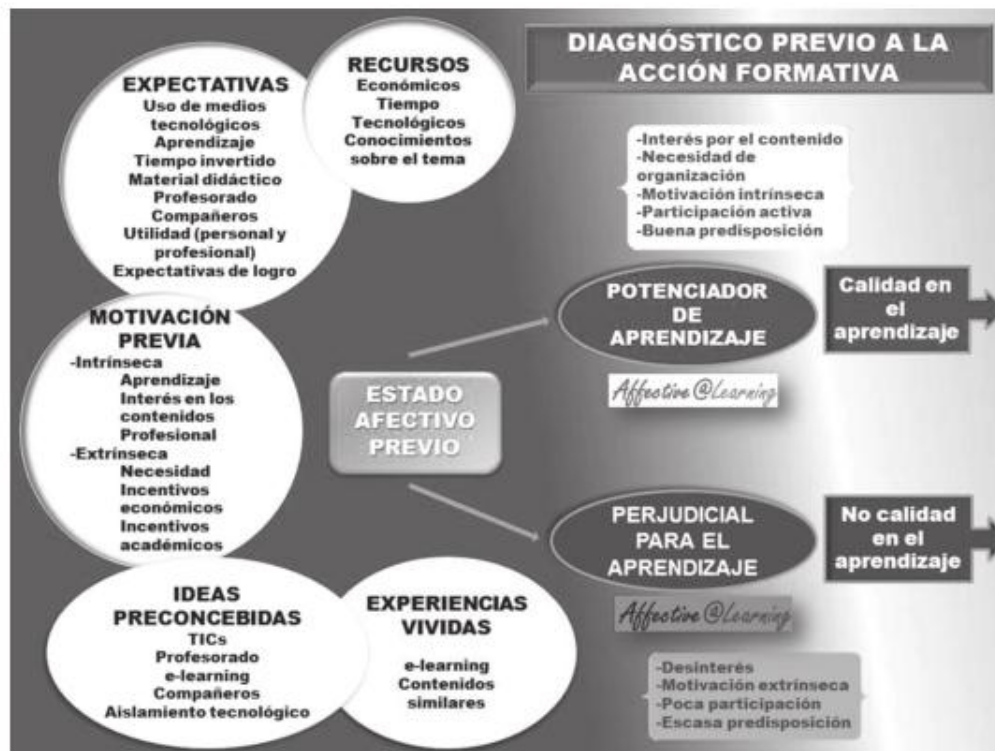 EXPECTATIVAS
Uso de medios
tecnológicos
Aprendizaje
Tiempo invertido
Material didáctico
Profesorado
Compañeros
Utilidad (personal y
profesional)
Expectativas de logro
RECURSOS
Económicos
Tiempo
Tecnológicos
Conocimientos
sobre el tema
DIAGNÓSTICO PREVIO A LA
ACCIÓN FORMATIVA
-Interés por el contenido
-Necesidad de
organización
-Motivación intrínseca
-Participación activa
-Buena predisposición
MOTIVACIÓN
PREVIA
-Intrínseca
Aprendizaje
Interés en los
contenidos
Profesional
-Extrínseca
Necesidad
Incentivos
económicos
Incentivos
académicos
ESTADO
AFECTIVO
PREVIO
POTENCIADOR
DE
APRENDIZAJE
Calidad en
el
aprendizaje
Affective @Learning
PERJUDICIAL
PARA EL
APRENDIZAJE
No calidad
en el
aprendizaje
Affective @Learning
-Desinterés
-Motivación extrínseca
-Poca participación
-Escasa predisposición
IDEAS
PRECONCEBIDAS
TICs
Profesorado
e-learning
Compañeros
Aislamiento tecnológico
EXPERIENCIAS
VIVIDAS
e-learning
Contenidos
similares